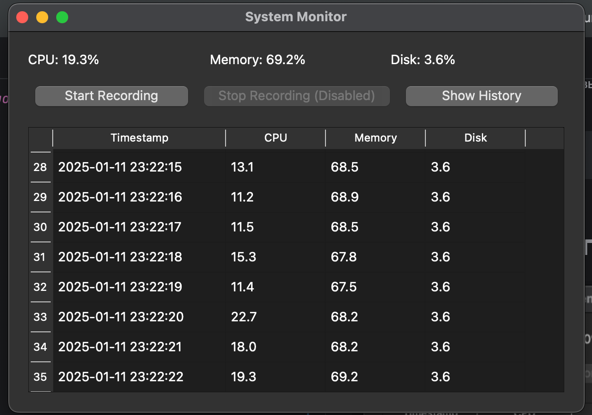 System Monitor
CPU: 19.3% Memory: 69.2% Disk: 3.6%
Start Recording Stop Recording (Disabled) Show History
Timestamp CPU Memory Disk
28 2025-01-11 23:22:15 13.1 68.5 3.6
29 2025-01-11 23:22:16 11.2 68.9 3.6
30 2025-01-11 23:22:17 11.5 68.5 3.6
31 2025-01-11 23:22:18 15.3 67.8 3.6
32 2025-01-11 23:22:19 11.4 67.5 3.6
33 2025-01-11 23:22:20 22.7 68.2 3.6
34 2025-01-11 23:22:21 18.0 68.2 3.6
35 2025-01-11 23:22:22 19.3 69.2 3.6